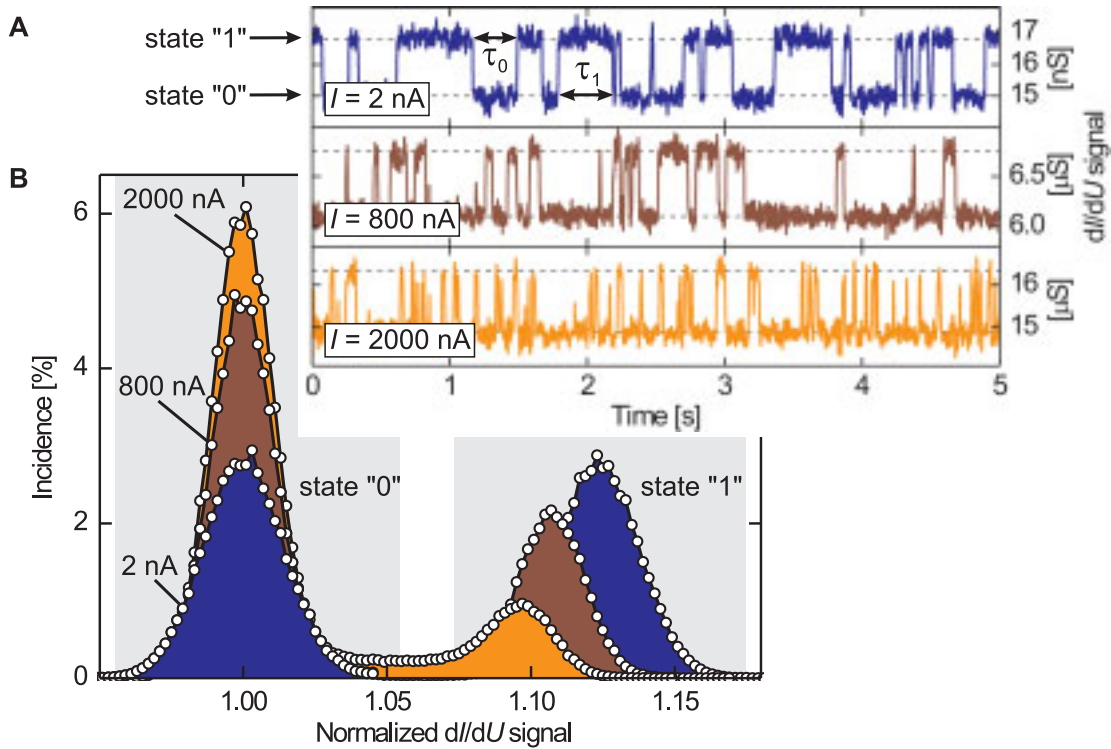 A
state "1"
state "0"
τ0
τ1
I = 2 nA
17
16
15
[nS]
I = 800 nA
6.5
6.0
[µS]
dI/dU signal
I = 2000 nA
16
15
[µS]
0 1 2 3 4 5
Time [s]
B
2000 nA
800 nA
2 nA
state "0"
state "1"
6
4
2
0
Incidence [%]
1.00 1.05 1.10 1.15
Normalized dI/dU signal